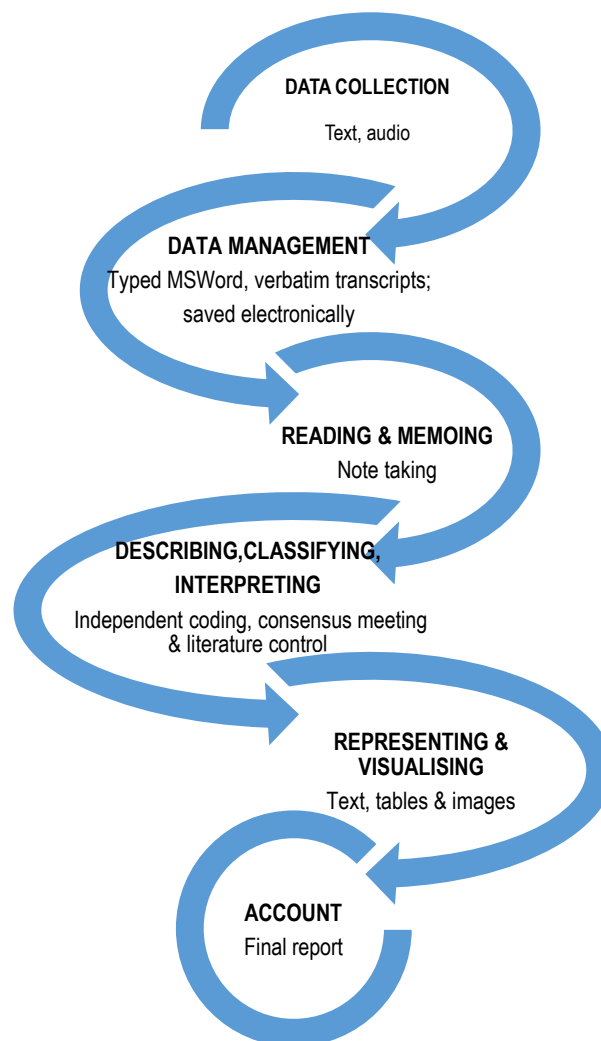 DATA COLLECTION
Text, audio
DATA MANAGEMENT
Typed MSWord, verbatim transcripts;
saved electronically
READING & MEMOING
Note taking
DESCRIBING,CLASSIFYING,
INTERPRETING
Independent coding, consensus meeting
& literature control
REPRESENTING &
VISUALISING
Text, tables & images
ACCOUNT
Final report